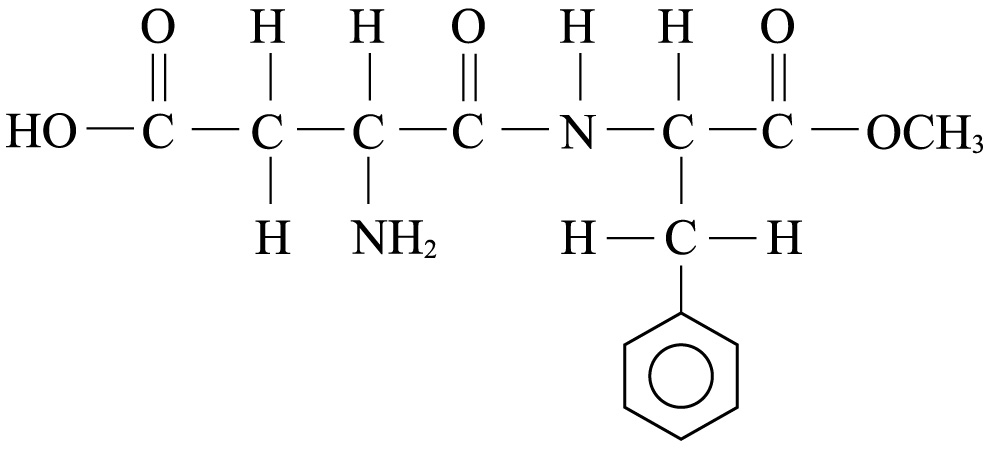 O H H O H H O
HO C C C C N C C OCH₃
H NH₂ H C H